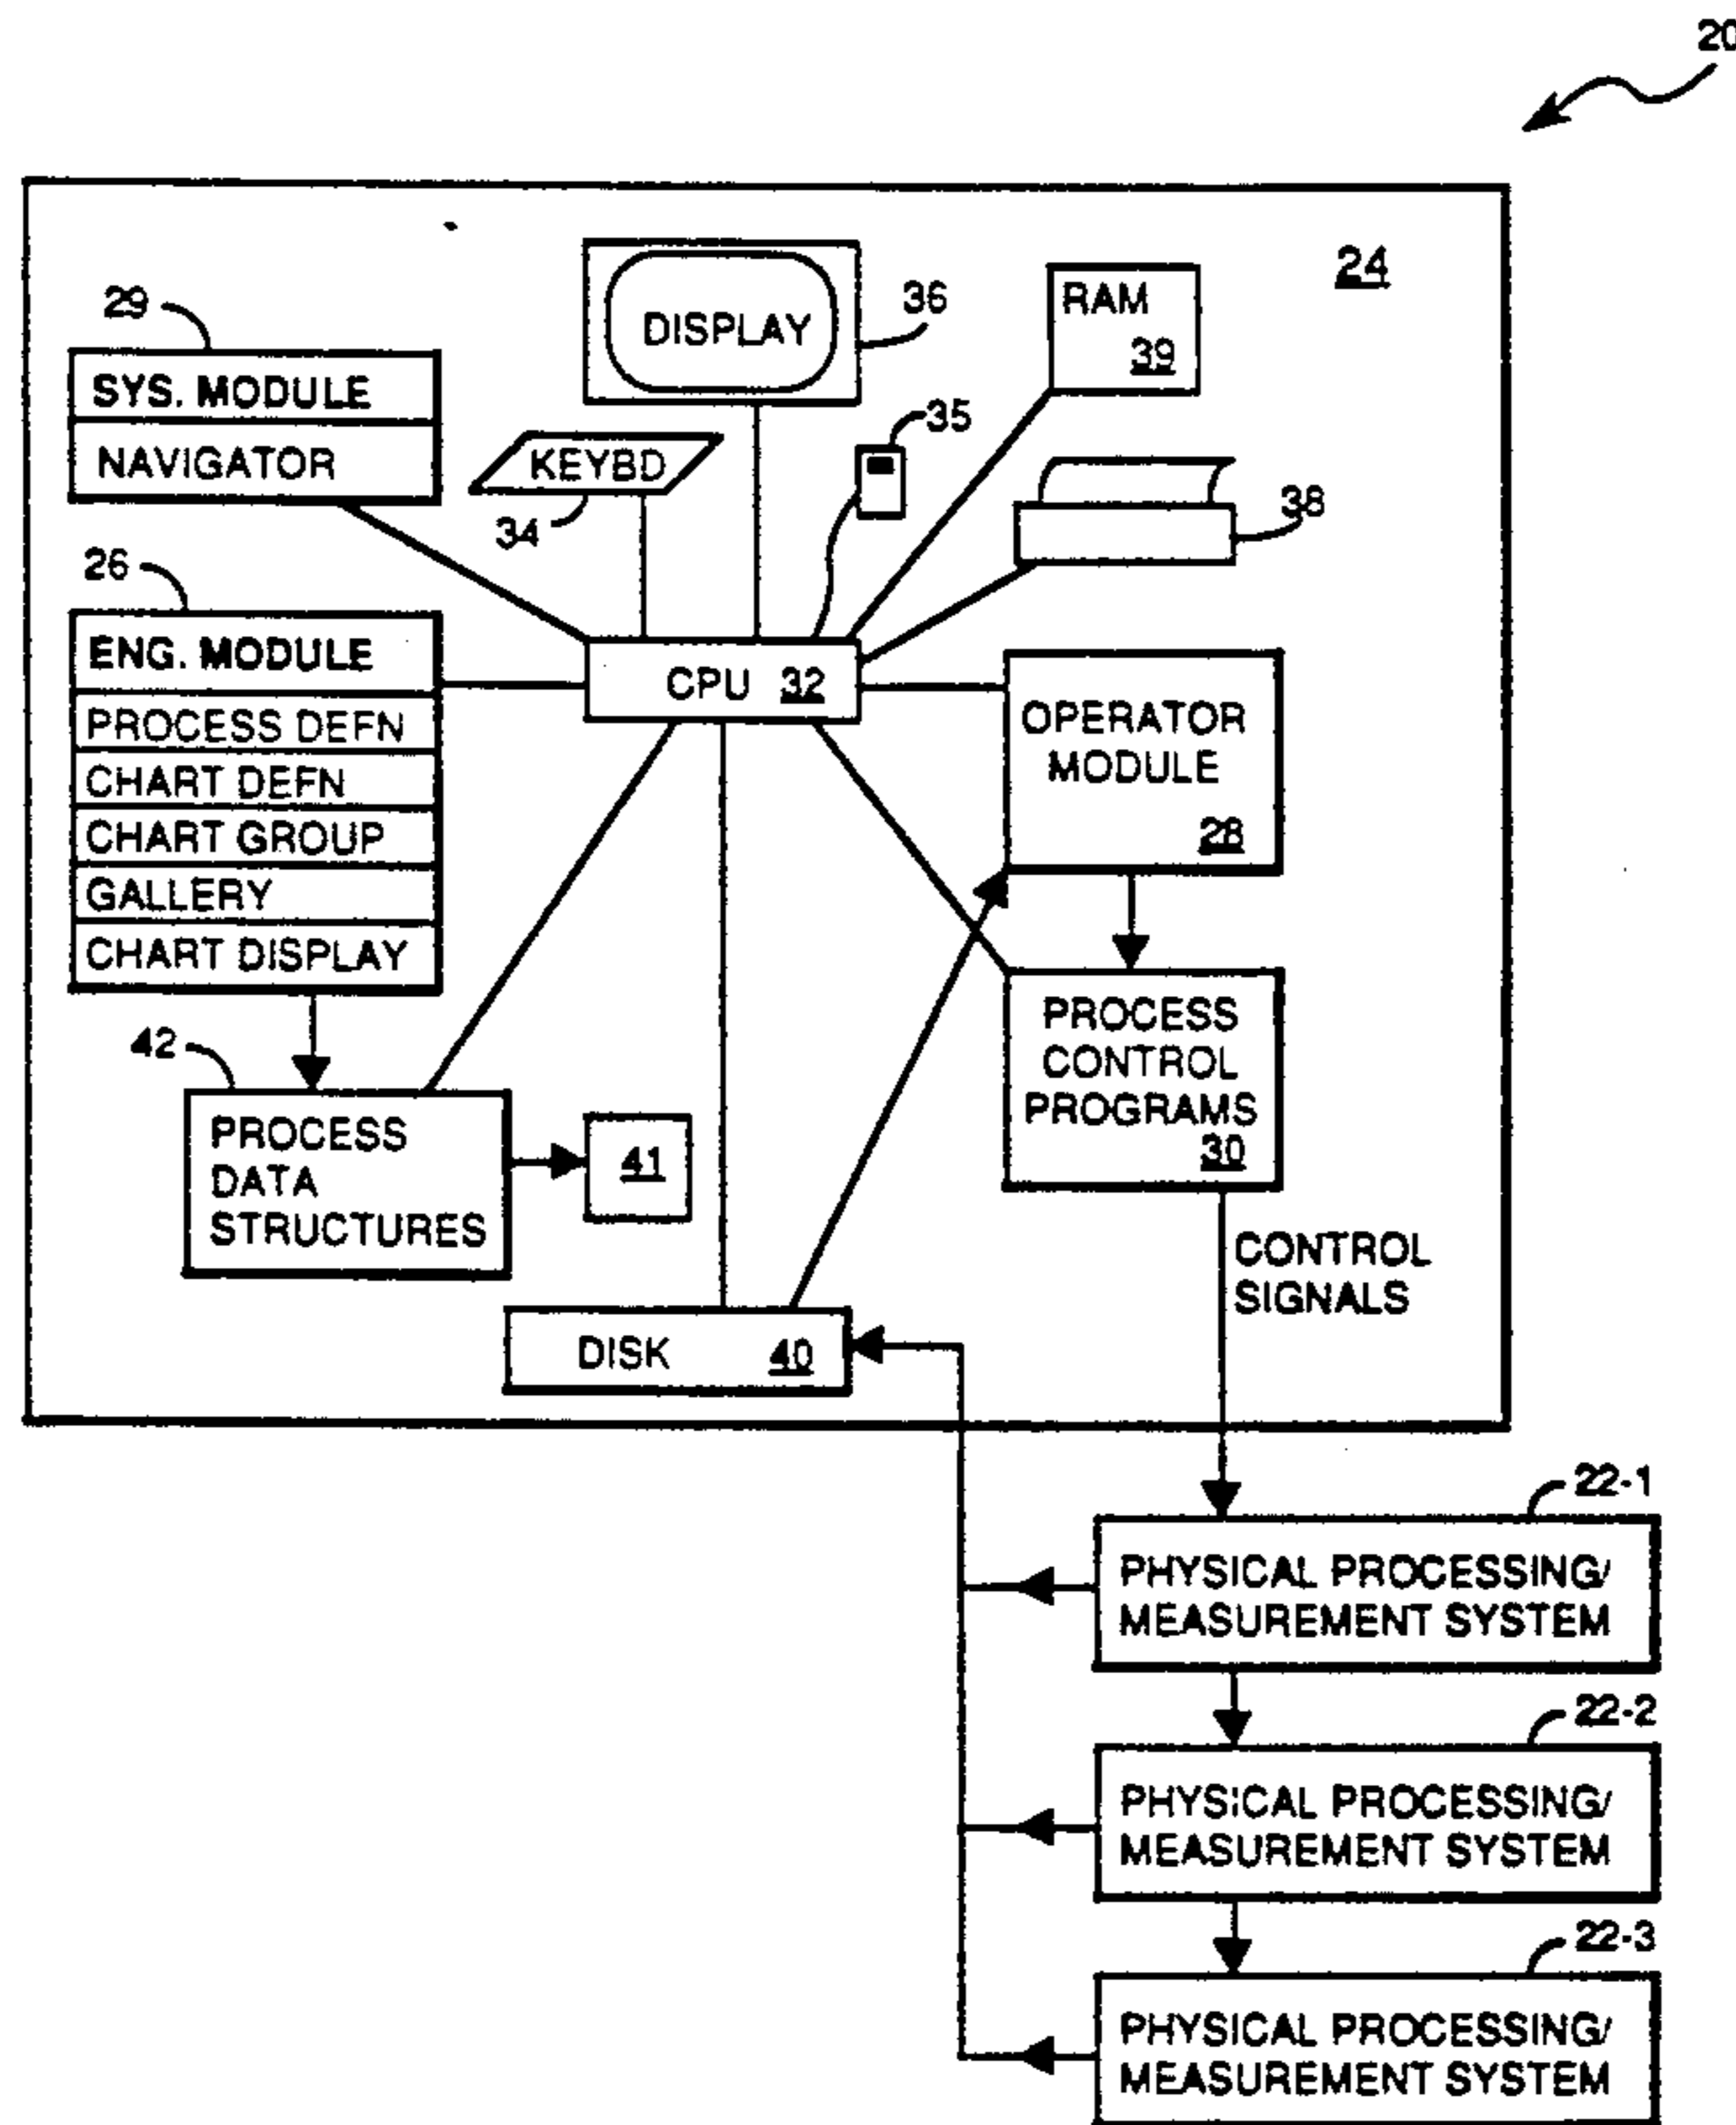 20
24
29
SYS. MODULE
NAVIGATOR
DISPLAY
36
RAM
39
35
KEYBD
34
38
26
ENG. MODULE
PROCESS DEFN
CHART DEFN
CHART GROUP
GALLERY
CHART DISPLAY
CPU 32
OPERATOR
MODULE
28
42
PROCESS
DATA
STRUCTURES
41
PROCESS
CONTROL
PROGRAMS
30
CONTROL
SIGNALS
DISK 40
22-1
PHYSICAL PROCESSING/
MEASUREMENT SYSTEM
22-2
PHYSICAL PROCESSING/
MEASUREMENT SYSTEM
22-3
PHYSICAL PROCESSING/
MEASUREMENT SYSTEM